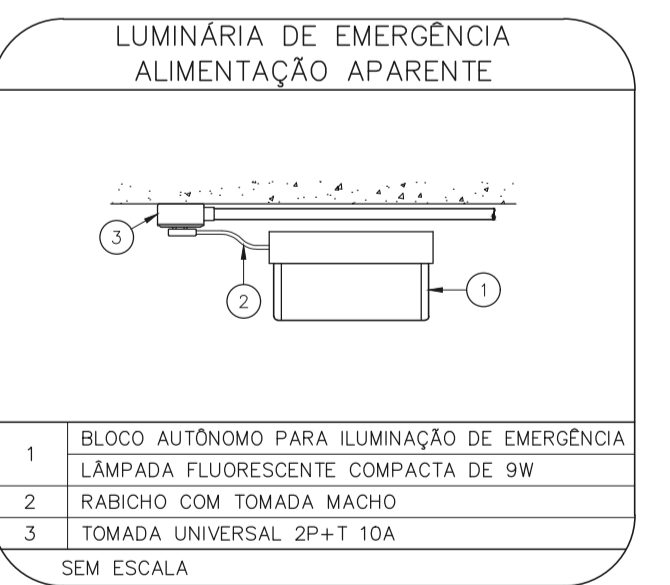 LUMINÁRIA DE EMERGÊNCIA
ALIMENTAÇÃO APARENTE
3
2
1
1 BLOCO AUTÔNOMO PARA ILUMINAÇÃO DE EMERGÊNCIA
LÂMPADA FLUORESCENTE COMPACTA DE 9W
2 RABICHO COM TOMADA MACHO
3 TOMADA UNIVERSAL 2P+T 10A
SEM ESCALA